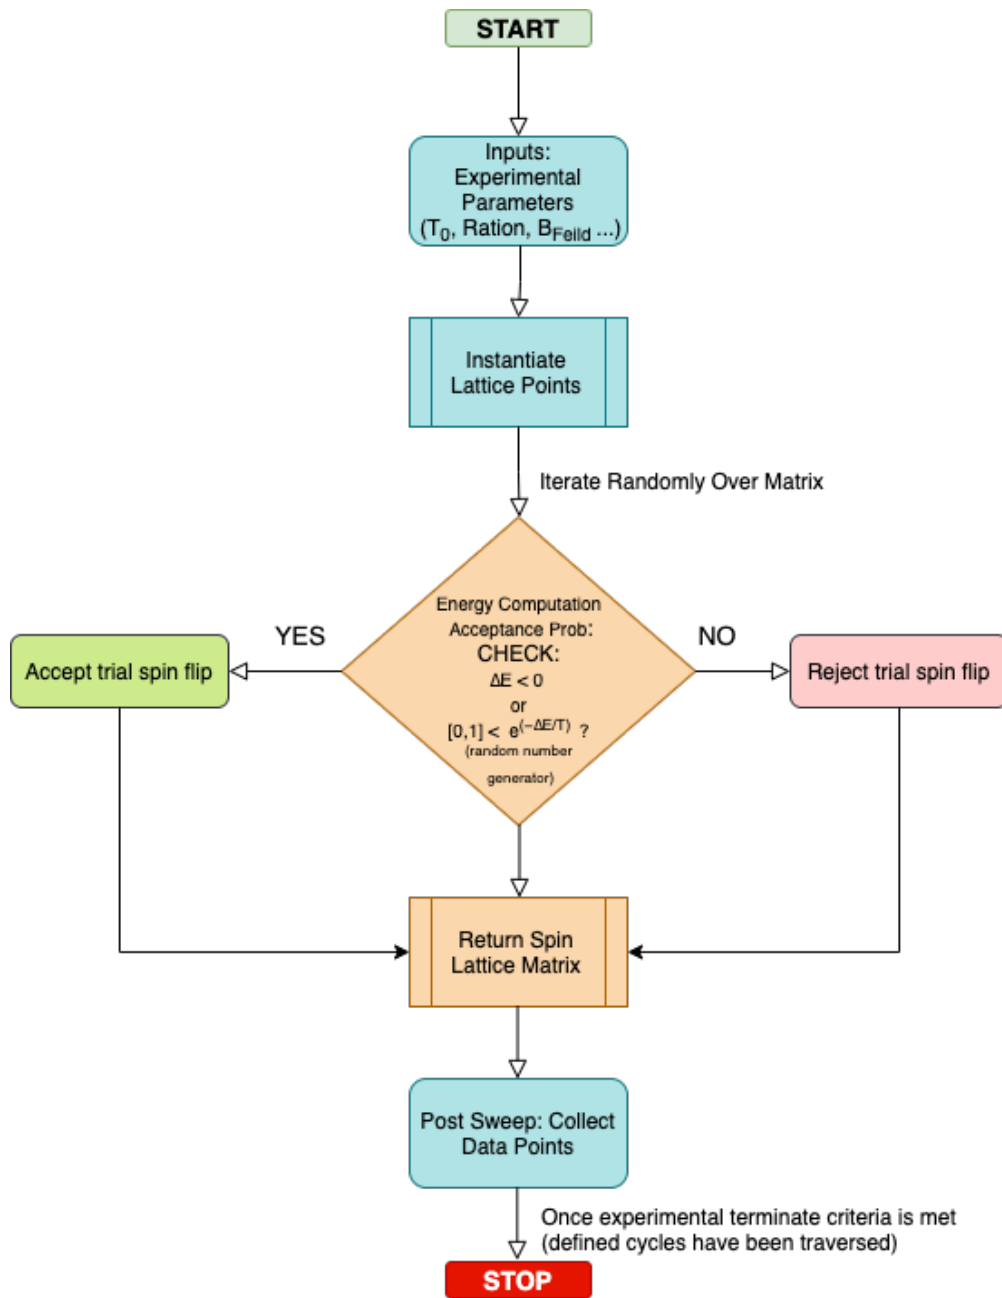 START
Inputs:
Experimental
Parameters
(T0, Ration, BFeild ...)
Instantiate
Lattice Points
Iterate Randomly Over Matrix
Energy Computation
Acceptance Prob:
CHECK:
ΔE < 0
or
[0,1] < e(−ΔE/T) ?
(random number
generator)
YES
NO
Accept trial spin flip
Reject trial spin flip
Return Spin
Lattice Matrix
Post Sweep: Collect
Data Points
Once experimental terminate criteria is met
(defined cycles have been traversed)
STOP